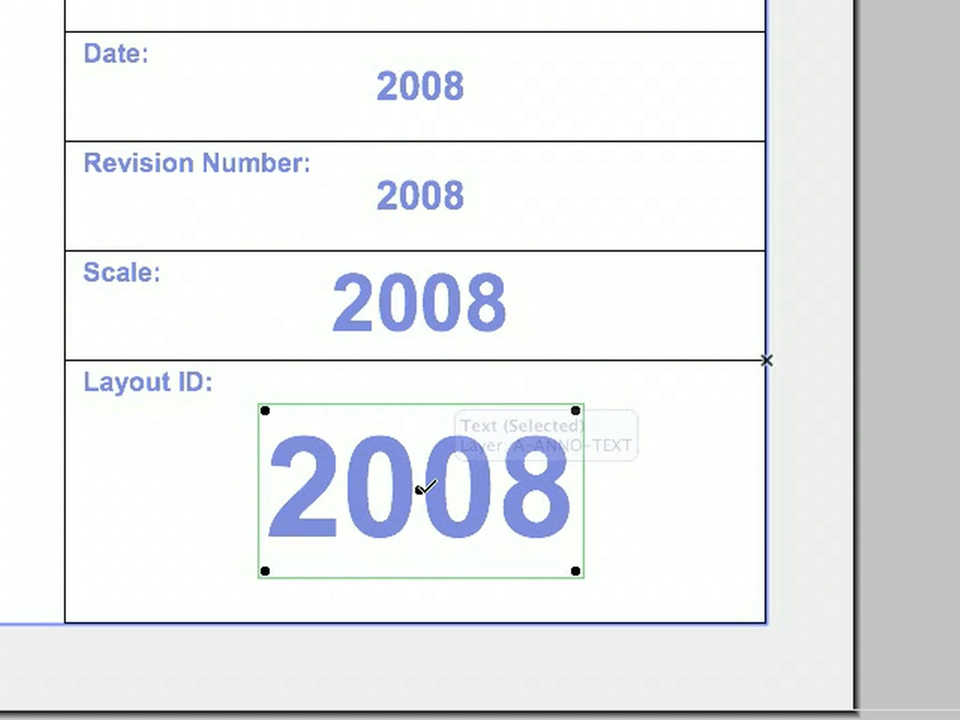 Date:
2008
Revision Number:
2008
Scale:
2008
Layout ID:
Text (Selected)
Layer: A-ANNO-TEXT
2008